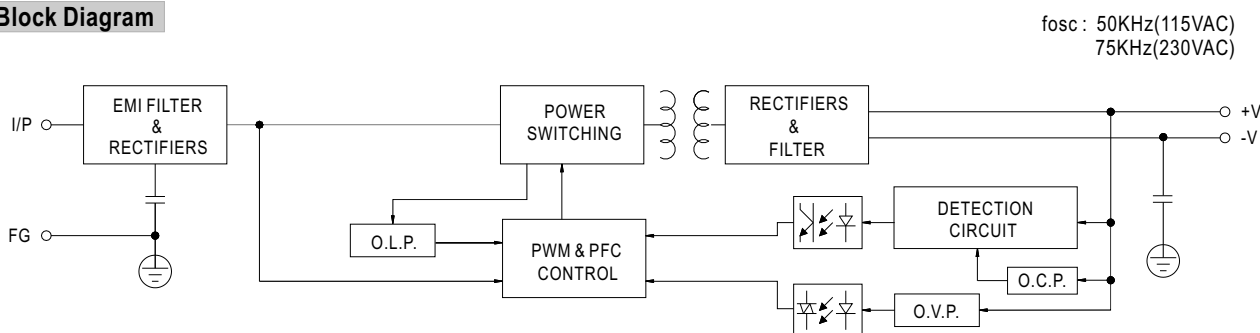 Block Diagram
fosc : 50KHz(115VAC)
75KHz(230VAC)
I/P
EMI FILTER
&
RECTIFIERS
POWER
SWITCHING
RECTIFIERS
&
FILTER
+V
-V
FG
O.L.P.
PWM & PFC
CONTROL
DETECTION
CIRCUIT
O.C.P.
O.V.P.